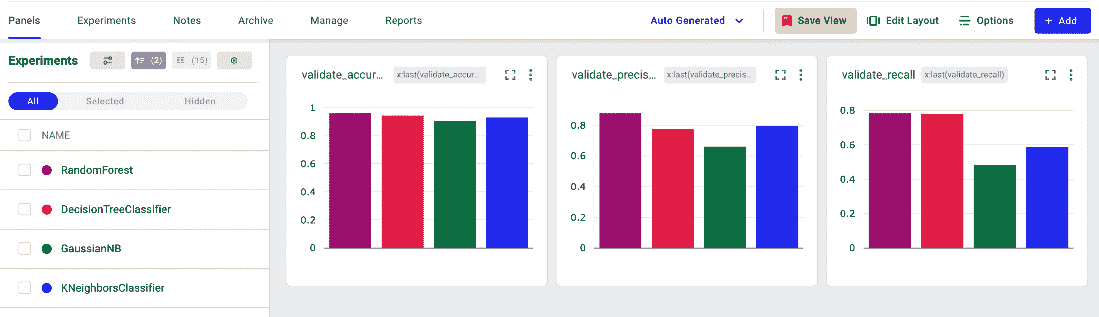 Panels Experiments Notes Archive Manage Reports Auto Generated Save View Edit Layout Options + Add
Experiments (2) (15)
All Selected Hidden
NAME
RandomForest
DecisionTreeClassifier
GaussianNB
KNeighborsClassifier
validate_accur... x:last(validate_accur...
1
0.8
0.6
0.4
0.2
0
validate_precis... x:last(validate_precis...
0.8
0.6
0.4
0.2
0
validate_recall x:last(validate_recall)
0.8
0.6
0.4
0.2
0